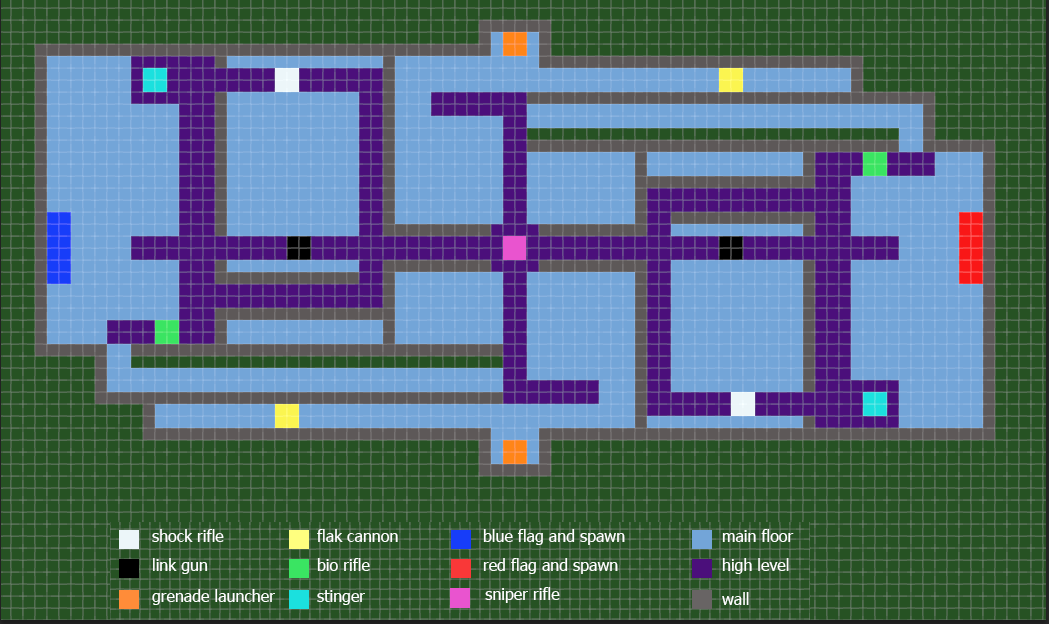 shock rifle flak cannon blue flag and spawn main floor
link gun bio rifle red flag and spawn high level
grenade launcher stinger sniper rifle wall